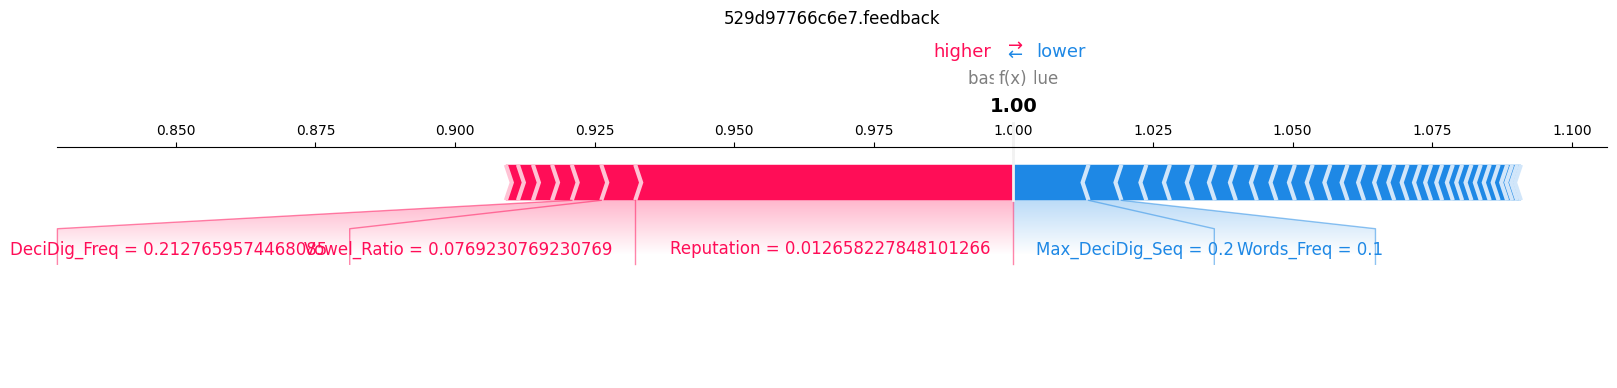 529d97766c6e7.feedback
higher ⇄ lower
bas f(x) lue
1.00
0.850 0.875 0.900 0.925 0.950 0.975 1.000 1.025 1.050 1.075 1.100
DeciDig_Freq = 0.2127659574468085 Vowel_Ratio = 0.0769230769230769 Reputation = 0.012658227848101266 Max_DeciDig_Seq = 0.2 Words_Freq = 0.1